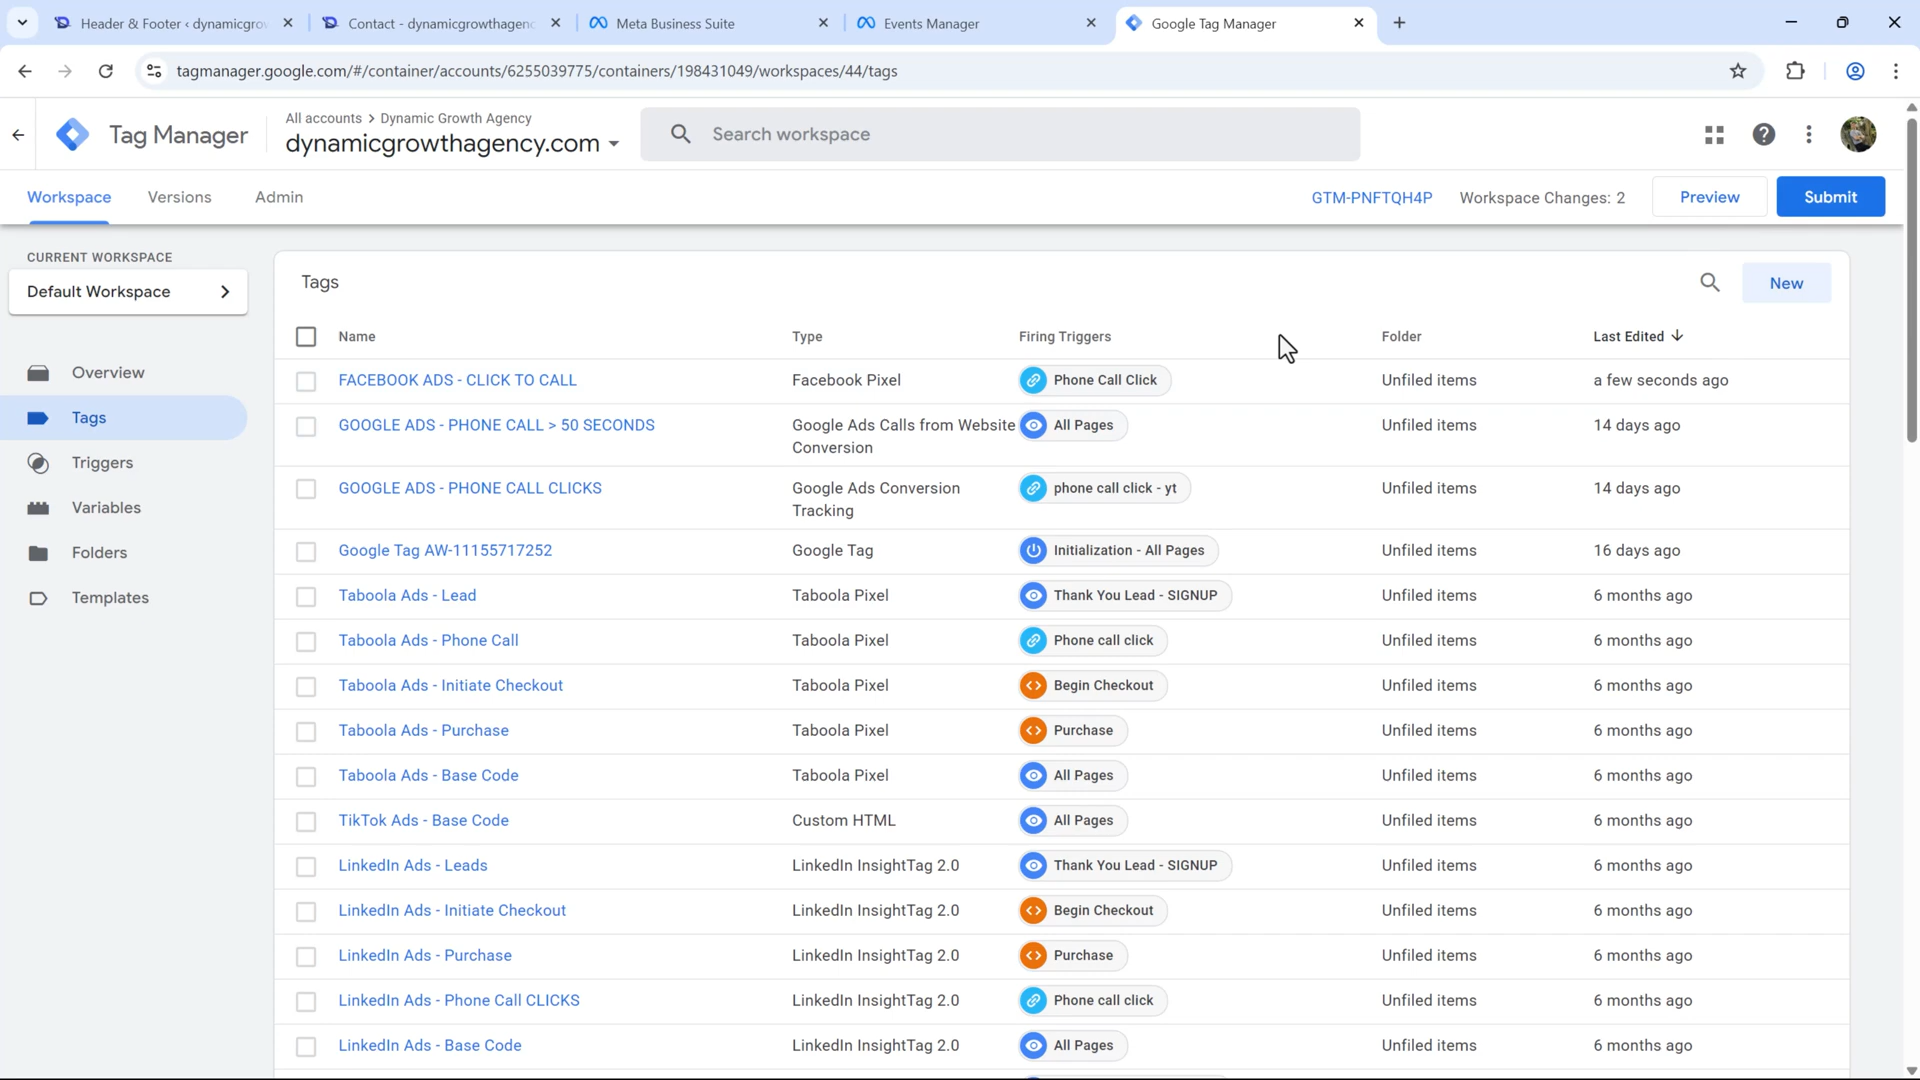 Header & Footer ‹ dynamicgrow
Contact - dynamicgrowthagenc
Meta Business Suite
Events Manager
Google Tag Manager
tagmanager.google.com/#/container/accounts/6255039775/containers/198431049/workspaces/44/tags
Tag Manager
All accounts > Dynamic Growth Agency
dynamicgrowthagency.com
Search workspace
Workspace
Versions
Admin
GTM-PNFTQH4P
Workspace Changes: 2
Preview
Submit
CURRENT WORKSPACE
Default Workspace
Overview
Tags
Triggers
Variables
Folders
Templates
Tags
New
Name Type Firing Triggers Folder Last Edited
FACEBOOK ADS - CLICK TO CALL Facebook Pixel Phone Call Click Unfiled items a few seconds ago
GOOGLE ADS - PHONE CALL > 50 SECONDS Google Ads Calls from Website All Pages Unfiled items 14 days ago
Conversion
GOOGLE ADS - PHONE CALL CLICKS Google Ads Conversion phone call click - yt Unfiled items 14 days ago
Tracking
Google Tag AW-11155717252 Google Tag Initialization - All Pages Unfiled items 16 days ago
Taboola Ads - Lead Taboola Pixel Thank You Lead - SIGNUP Unfiled items 6 months ago
Taboola Ads - Phone Call Taboola Pixel Phone call click Unfiled items 6 months ago
Taboola Ads - Initiate Checkout Taboola Pixel Begin Checkout Unfiled items 6 months ago
Taboola Ads - Purchase Taboola Pixel Purchase Unfiled items 6 months ago
Taboola Ads - Base Code Taboola Pixel All Pages Unfiled items 6 months ago
TikTok Ads - Base Code Custom HTML All Pages Unfiled items 6 months ago
LinkedIn Ads - Leads LinkedIn InsightTag 2.0 Thank You Lead - SIGNUP Unfiled items 6 months ago
LinkedIn Ads - Initiate Checkout LinkedIn InsightTag 2.0 Begin Checkout Unfiled items 6 months ago
LinkedIn Ads - Purchase LinkedIn InsightTag 2.0 Purchase Unfiled items 6 months ago
LinkedIn Ads - Phone Call CLICKS LinkedIn InsightTag 2.0 Phone call click Unfiled items 6 months ago
LinkedIn Ads - Base Code LinkedIn InsightTag 2.0 All Pages Unfiled items 6 months ago